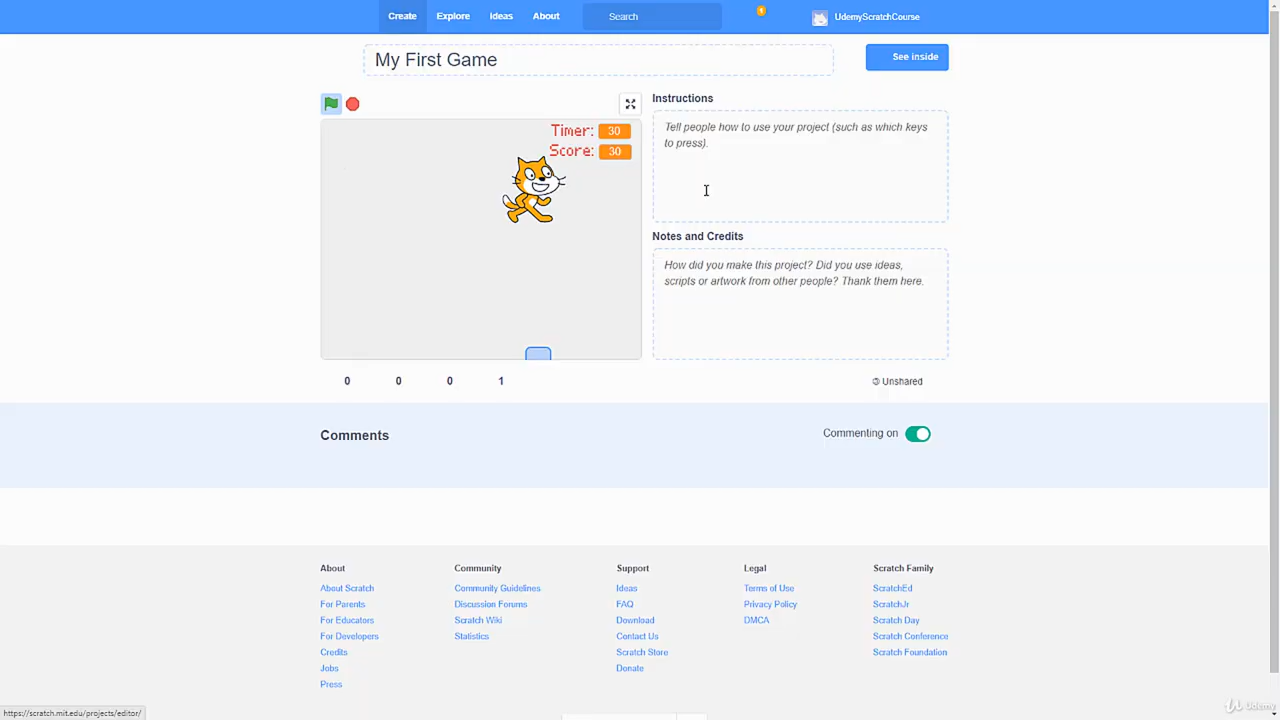 Create Explore Ideas About Search 1 UdemyScratchCourse
My First Game
See inside
Timer: 30
Score: 30
Instructions
Tell people how to use your project (such as which keys
to press).
Notes and Credits
How did you make this project? Did you use ideas,
scripts or artwork from other people? Thank them here.
0 0 0 1
Unshared
Comments
Commenting on
About
About Scratch
For Parents
For Educators
For Developers
Credits
Jobs
Press
Community
Community Guidelines
Discussion Forums
Scratch Wiki
Statistics
Support
Ideas
FAQ
Download
Contact Us
Scratch Store
Donate
Legal
Terms of Use
Privacy Policy
DMCA
Scratch Family
ScratchEd
ScratchJr
Scratch Day
Scratch Conference
Scratch Foundation
https://scratch.mit.edu/projects/editor/
Udemy